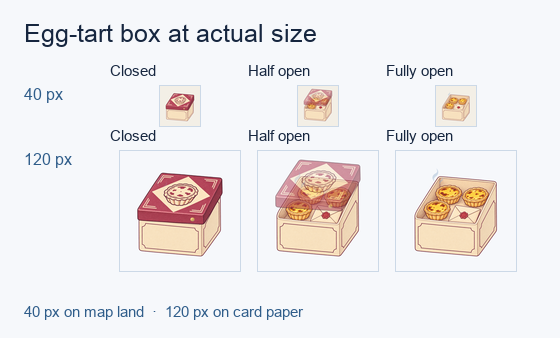 Egg-tart box at actual size
Closed Half open Fully open
40 px
Closed Half open Fully open
120 px
40 px on map land · 120 px on card paper